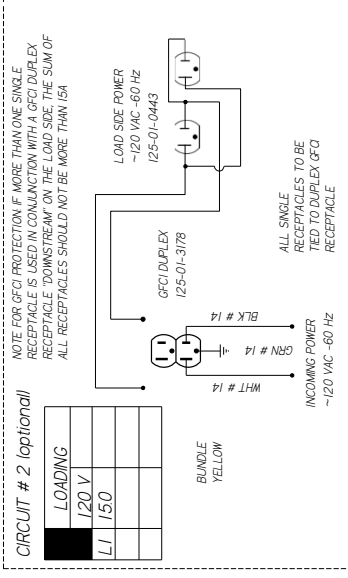 CIRCUIT # 2 (optional)
LOADING
120 V
L1 15.0
NOTE FOR GFCI PROTECTION. IF MORE THAN ONE SINGLE
RECEPTACLE IS USED IN CONJUNCTION WITH A GFCI DUPLEX
RECEPTACLE "DOWNSTREAM" ON THE LOAD SIDE, THE SUM OF
ALL RECEPTACLES SHOULD NOT BE MORE THAN 15A
LOAD SIDE POWER
~120 VAC -60 Hz
125-01-0443
GFCI DUPLEX
125-01-3178
BUNDLE
YELLOW
WHT # 14
GRN # 14
BLK # 14
INCOMING POWER
~120 VAC -60 Hz
ALL SINGLE
RECEPTACLES TO BE
TIED TO DUPLEX GFCI
RECEPTACLE